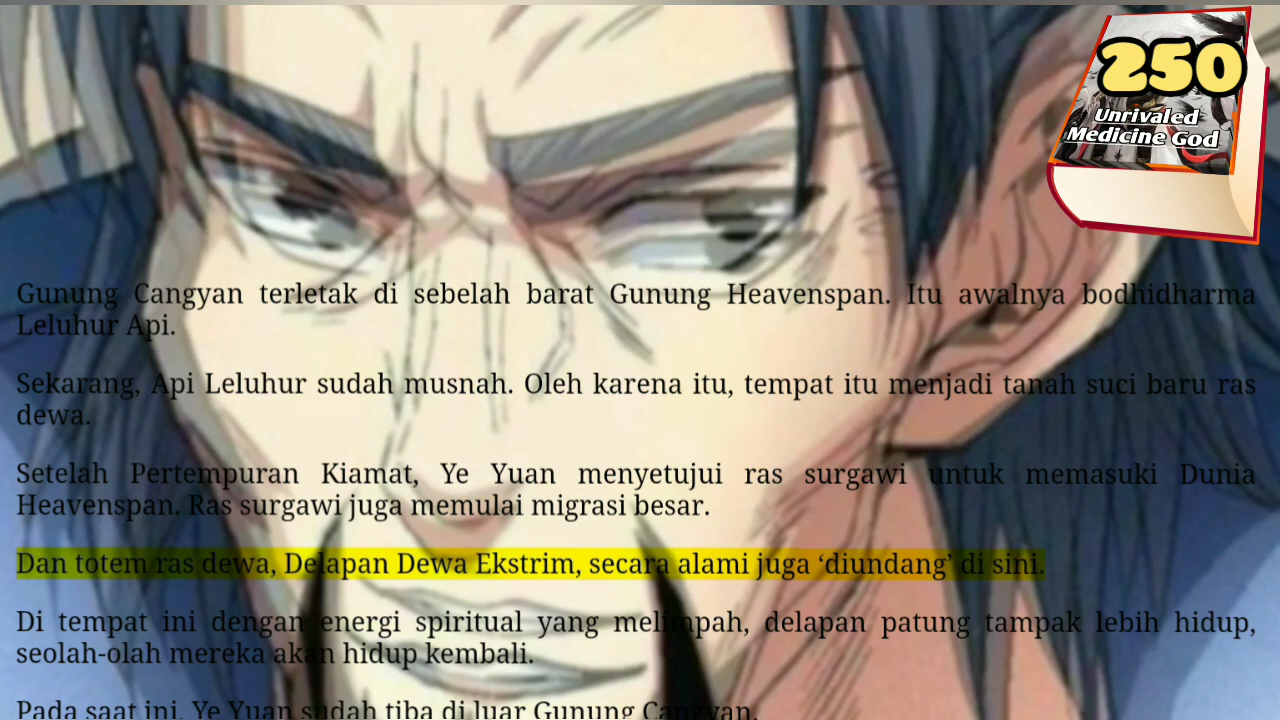 250
Unrivaled
Medicine God
Gunung Cangyan terletak di sebelah barat Gunung Heavenspan. Itu awalnya bodhidharma
Leluhur Api.
Sekarang, Api Leluhur sudah musnah. Oleh karena itu, tempat itu menjadi tanah suci baru ras
dewa.
Setelah Pertempuran Kiamat, Ye Yuan menyetujui ras surgawi untuk memasuki Dunia
Heavenspan. Ras surgawi juga memulai migrasi besar.
Dan totem ras dewa, Delapan Dewa Ekstrim, secara alami juga ‘diundang’ di sini.
Di tempat ini dengan energi spiritual yang melimpah, delapan patung tampak lebih hidup,
seolah-olah mereka akan hidup kembali.
Pada saat ini, Ye Yuan sudah tiba di luar Gunung Cangyan.